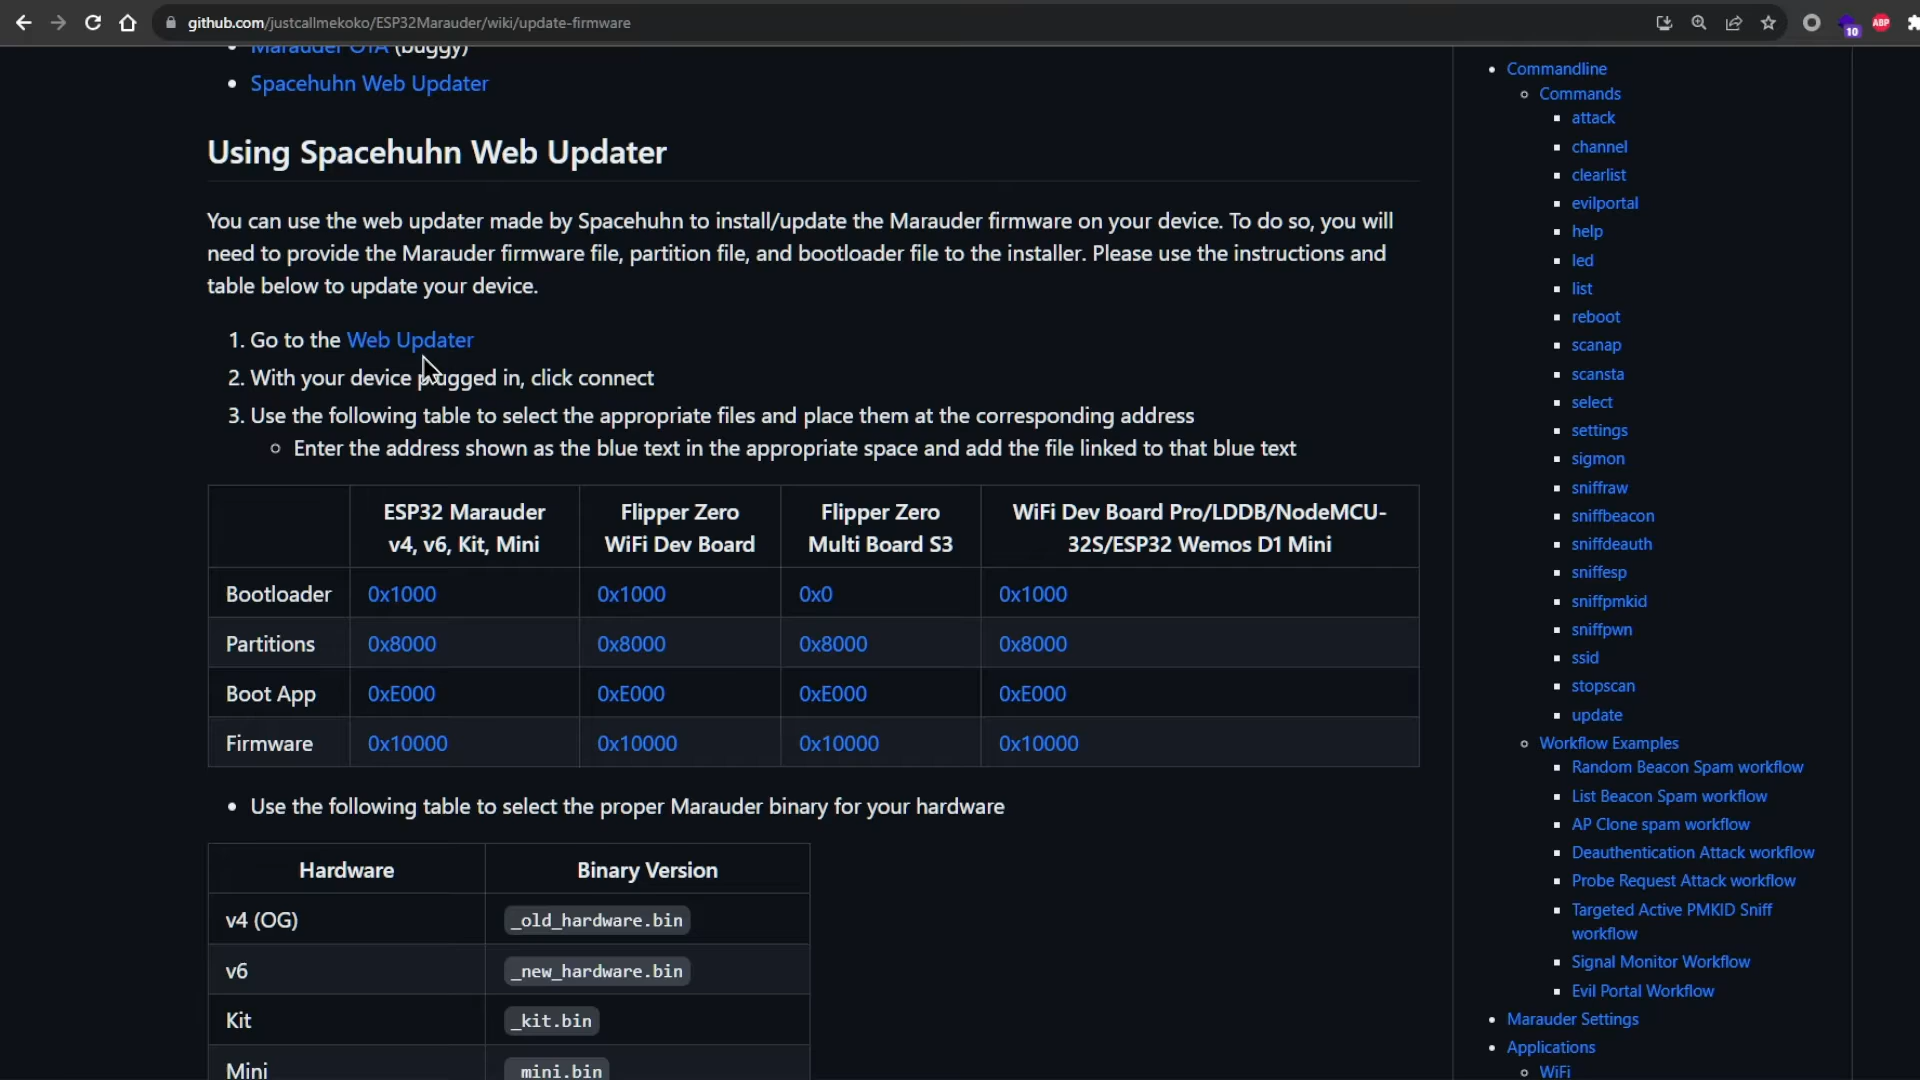 github.com/justcallmekoko/ESP32Marauder/wiki/update-firmware
10
ABP
Marauder OTA (buggy)
Spacehuhn Web Updater
Using Spacehuhn Web Updater
You can use the web updater made by Spacehuhn to install/update the Marauder firmware on your device. To do so, you will
need to provide the Marauder firmware file, partition file, and bootloader file to the installer. Please use the instructions and
table below to update your device.
1. Go to the Web Updater
2. With your device plugged in, click connect
3. Use the following table to select the appropriate files and place them at the corresponding address
Enter the address shown as the blue text in the appropriate space and add the file linked to that blue text
ESP32 Marauder
v4, v6, Kit, Mini
Flipper Zero
WiFi Dev Board
Flipper Zero
Multi Board S3
WiFi Dev Board Pro/LDDB/NodeMCU-
32S/ESP32 Wemos D1 Mini
Bootloader 0x1000 0x1000 0x0 0x1000
Partitions 0x8000 0x8000 0x8000 0x8000
Boot App 0xE000 0xE000 0xE000 0xE000
Firmware 0x10000 0x10000 0x10000 0x10000
Use the following table to select the proper Marauder binary for your hardware
Hardware Binary Version
v4 (OG) _old_hardware.bin
v6 _new_hardware.bin
Kit _kit.bin
Mini _mini.bin
Commandline
Commands
attack
channel
clearlist
evilportal
help
led
list
reboot
scanap
scansta
select
settings
sigmon
sniffraw
sniffbeacon
sniffdeauth
sniffesp
sniffpmkid
sniffpwn
ssid
stopscan
update
Workflow Examples
Random Beacon Spam workflow
List Beacon Spam workflow
AP Clone spam workflow
Deauthentication Attack workflow
Probe Request Attack workflow
Targeted Active PMKID Sniff
workflow
Signal Monitor Workflow
Evil Portal Workflow
Marauder Settings
Applications
WiFi